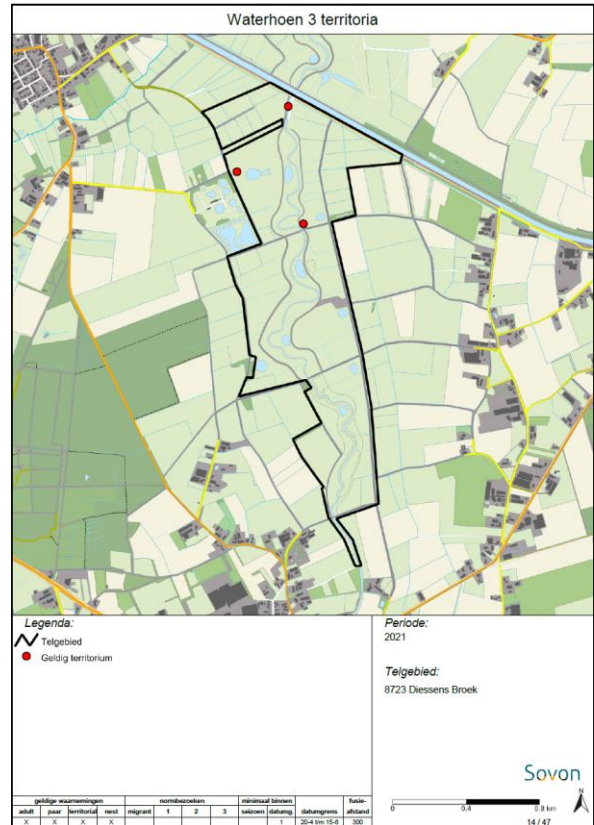 Waterhoen 3 territoria
Legenda:
Telgebied
Geldig territorium
Periode:
2021
Telgebied:
8723 Diessens Broek
Sovon
N
0 0.4 0.8 km
14 / 47
geldige waarnemingen normbezoeken minimaal binnen fusie-
adult paar territoriaal nest migrant 1 2 3 seizoen datumg. datumgrens afstand
X X X X 1 20-4 t/m 15-8 300